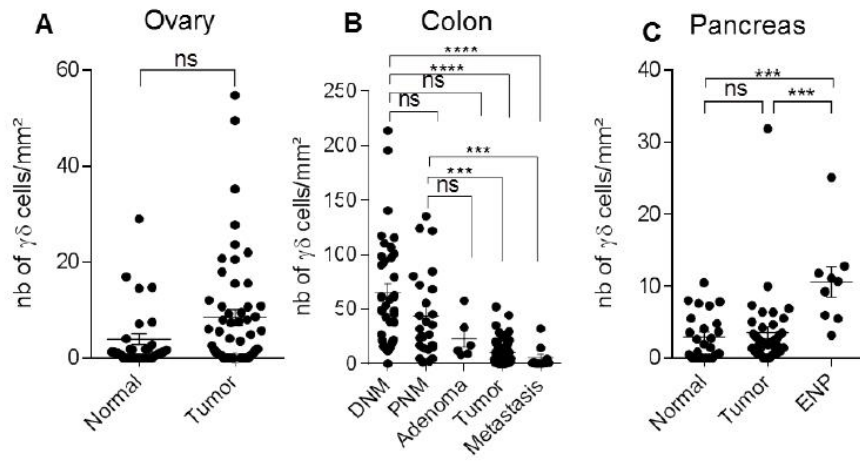 A
Ovary
ns
60
40
20
0
nb of γδ cells/mm²
Normal
Tumor
B
Colon
****
****
ns
ns
***
***
ns
250
200
150
100
50
0
nb of γδ cells/mm²
DNM
PNM
Adenoma
Tumor
Metastasis
C
Pancreas
***
ns
***
40
30
20
10
0
nb of γδ cells/mm²
Normal
Tumor
ENP